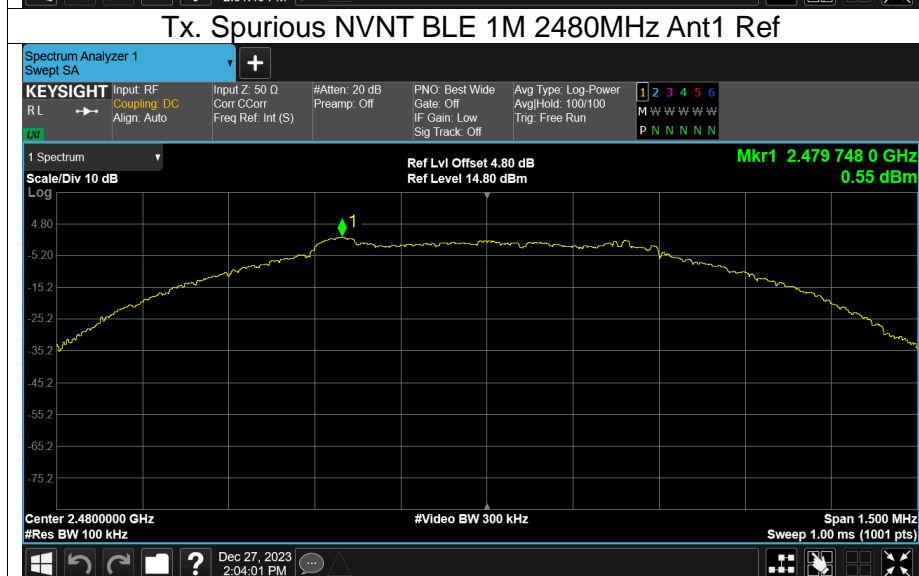 Tx. Spurious NVNT BLE 1M 2480MHz Ant1 Ref
Spectrum Analyzer 1
Swept SA
+
KEYSIGHT
RL
LXI
Input: RF
Coupling: DC
Align: Auto
Input Z: 50 Ω
Corr CCorr
Freq Ref: Int (S)
#Atten: 20 dB
Preamp: Off
PNO: Best Wide
Gate: Off
IF Gain: Low
Sig Track: Off
Avg Type: Log-Power
Avg|Hold: 100/100
Trig: Free Run
1 2 3 4 5 6
M W W W W W
P N N N N N
1 Spectrum
Scale/Div 10 dB
Log
Ref Lvl Offset 4.80 dB
Ref Level 14.80 dBm
Mkr1 2.479 748 0 GHz
0.55 dBm
1
4.80
-5.20
-15.2
-25.2
-35.2
-45.2
-55.2
-65.2
-75.2
Center 2.4800000 GHz
#Res BW 100 kHz
#Video BW 300 kHz
Span 1.500 MHz
Sweep 1.00 ms (1001 pts)
?
Dec 27, 2023
2:04:01 PM